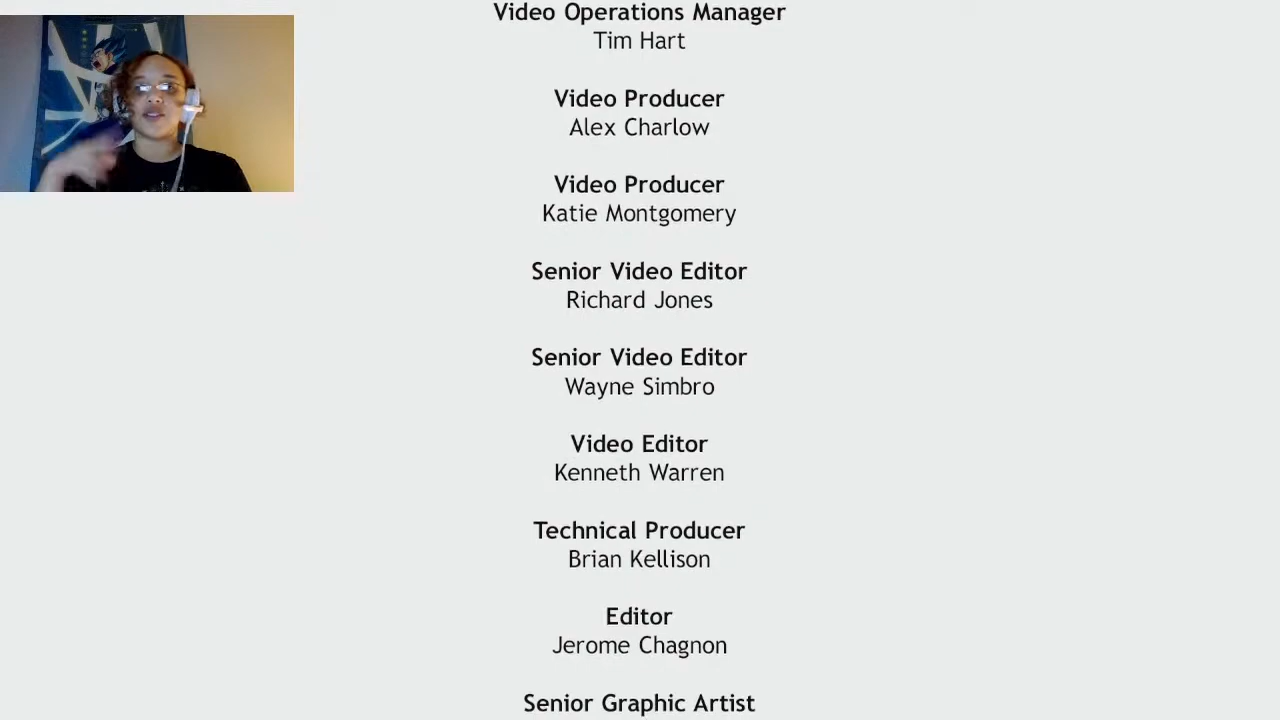 Video Operations Manager
Tim Hart
Video Producer
Alex Charlow
Video Producer
Katie Montgomery
Senior Video Editor
Richard Jones
Senior Video Editor
Wayne Simbro
Video Editor
Kenneth Warren
Technical Producer
Brian Kellison
Editor
Jerome Chagnon
Senior Graphic Artist